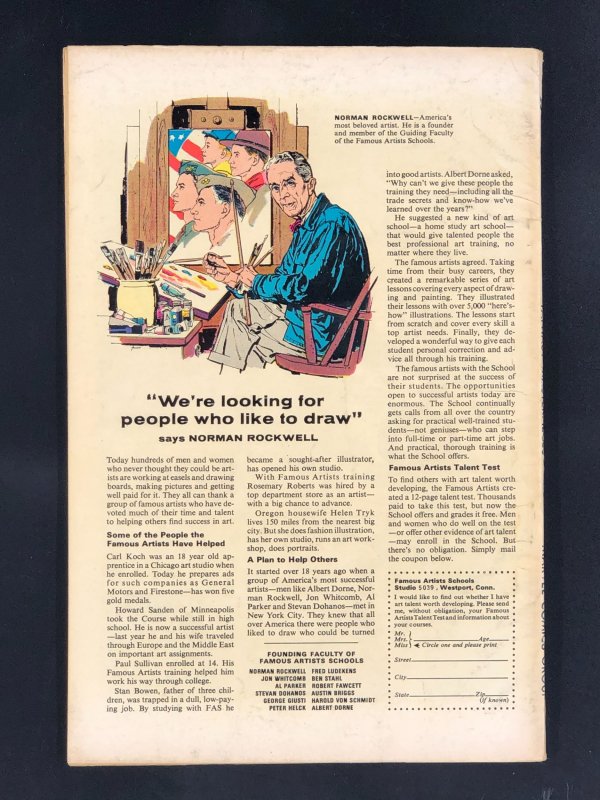 NORMAN ROCKWELL—America's
most beloved artist. He is a founder
and member of the Guiding Faculty
of the Famous Artists Schools.
"We're looking for
people who like to draw"
says NORMAN ROCKWELL
Today hundreds of men and women
who never thought they could be art-
ists are working at easels and drawing
boards, making pictures and getting
well paid for it. They all can thank a
group of famous artists who have de-
voted much of their time and talent
to helping others find success in art.
Some of the People the
Famous Artists Have Helped
Carl Koch was an 18 year old ap-
prentice in a Chicago art studio when
he enrolled. Today he prepares ads
for such companies as General
Motors and Firestone—has won five
gold medals.
Howard Sanden of Minneapolis
took the Course while still in high
school. He is now a successful artist
—last year he and his wife traveled
through Europe and the Middle East
on important art assignments.
Paul Sullivan enrolled at 14. His
Famous Artists training helped him
work his way through college.
Stan Bowen, father of three chil-
dren, was trapped in a dull, low-pay-
ing job. By studying with FAS he
became a sought-after illustrator,
has opened his own studio.
With Famous Artists training
Rosemary Roberts was hired by a
top department store as an artist—
with a big chance to advance.
Oregon housewife Helen Tryk
lives 150 miles from the nearest big
city. But she does fashion illustration,
has her own studio, runs an art work-
shop, does portraits.
A Plan to Help Others
It started over 18 years ago when a
group of America's most successful
artists—men like Albert Dorne, Nor-
man Rockwell, Jon Whitcomb, Al
Parker and Stevan Dohanos—met in
New York City. They knew that all
over America there were people who
liked to draw who could be turned
FOUNDING FACULTY OF
FAMOUS ARTISTS SCHOOLS
NORMAN ROCKWELL FRED LUDEKENS
JON WHITCOMB BEN STAHL
AL PARKER ROBERT FAWCETT
STEVAN DOHANOS AUSTIN BRIGGS
GEORGE GIUSTI HAROLD VON SCHMIDT
PETER HELCK ALBERT DORNE
into good artists. Albert Dorne asked,
"Why can't we give these people the
training they need—including all the
trade secrets and know-how we've
learned over the years?"
He suggested a new kind of art
school—a home study art school—
that would give talented people the
best professional art training, no
matter where they live.
The famous artists agreed. Taking
time from their busy careers, they
created a remarkable series of art
lessons covering every aspect of draw-
ing and painting. They illustrated
their lessons with over 5,000 "here's-
how" illustrations. The lessons start
from scratch and cover every skill a
top artist needs. Finally, they de-
veloped a wonderful way to give each
student personal correction and ad-
vice all through his training.
The famous artists with the School
are not surprised at the success of
their students. The opportunities
open to successful artists today are
enormous. The School continually
gets calls from all over the country
asking for practical well-trained stu-
dents—not geniuses—who can step
into full-time or part-time art jobs.
And practical, thorough training is
what the School offers.
Famous Artists Talent Test
To find others with art talent worth
developing, the Famous Artists cre-
ated a 12-page talent test. Thousands
paid to take this test, but now the
School offers and grades it free. Men
and women who do well on the test
—or offer other evidence of art talent
—may enroll in the School. But
there's no obligation. Simply mail
the coupon below.
Famous Artists Schools
Studio 5039, Westport, Conn.
I would like to find out whether I have
art talent worth developing. Please send
me, without obligation, your Famous
Artists Talent Test and information about
your courses.
Mr.
Mrs. Age
Miss Circle one and please print
Street
City
State Zip
(if known)